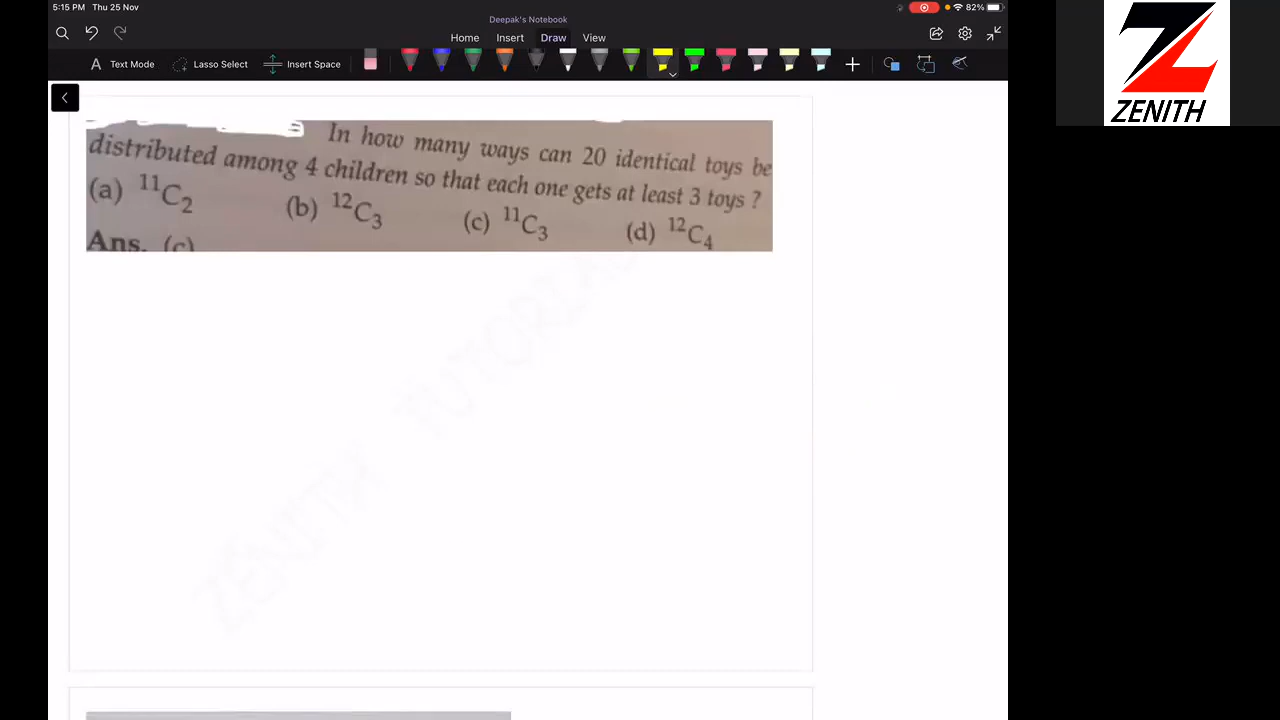 5:15 PM Thu 25 Nov
82%
Deepak's Notebook
Home Insert Draw View
Text Mode Lasso Select Insert Space
ZENITH
In how many ways can 20 identical toys be
distributed among 4 children so that each one gets at least 3 toys ?
(a) ¹¹C₂ (b) ¹²C₃ (c) ¹¹C₃ (d) ¹²C₄
Ans. (c)
ZENITH TUTORIALS